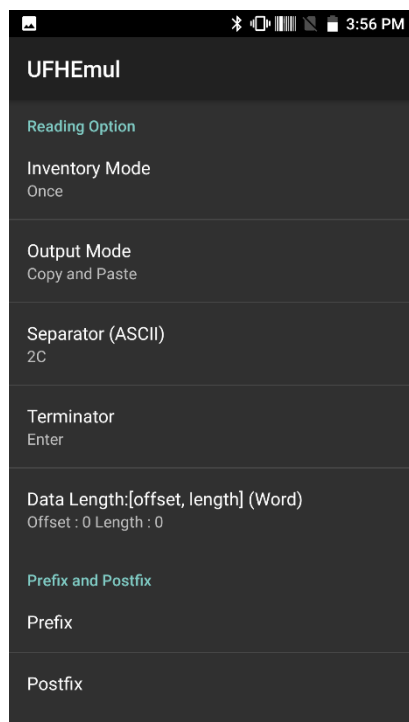 3:56 PM
UFHEmul
Reading Option
Inventory Mode
Once
Output Mode
Copy and Paste
Separator (ASCII)
2C
Terminator
Enter
Data Length:[offset, length] (Word)
Offset : 0 Length : 0
Prefix and Postfix
Prefix
Postfix